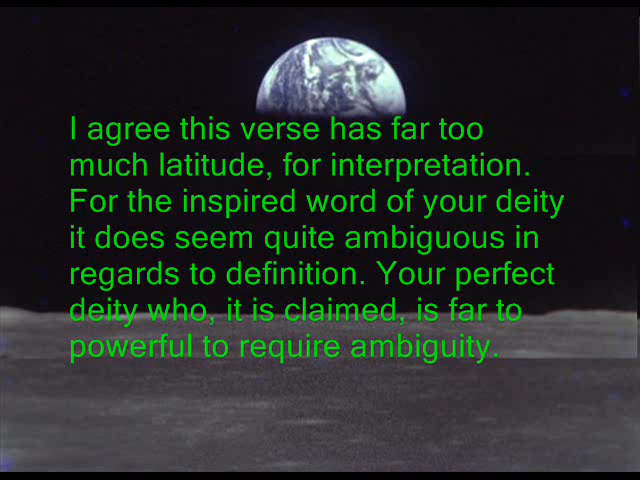 I agree this verse has far too
much latitude, for interpretation.
For the inspired word of your deity
it does seem quite ambiguous in
regards to definition. Your perfect
deity who, it is claimed, is far to
powerful to require ambiguity.